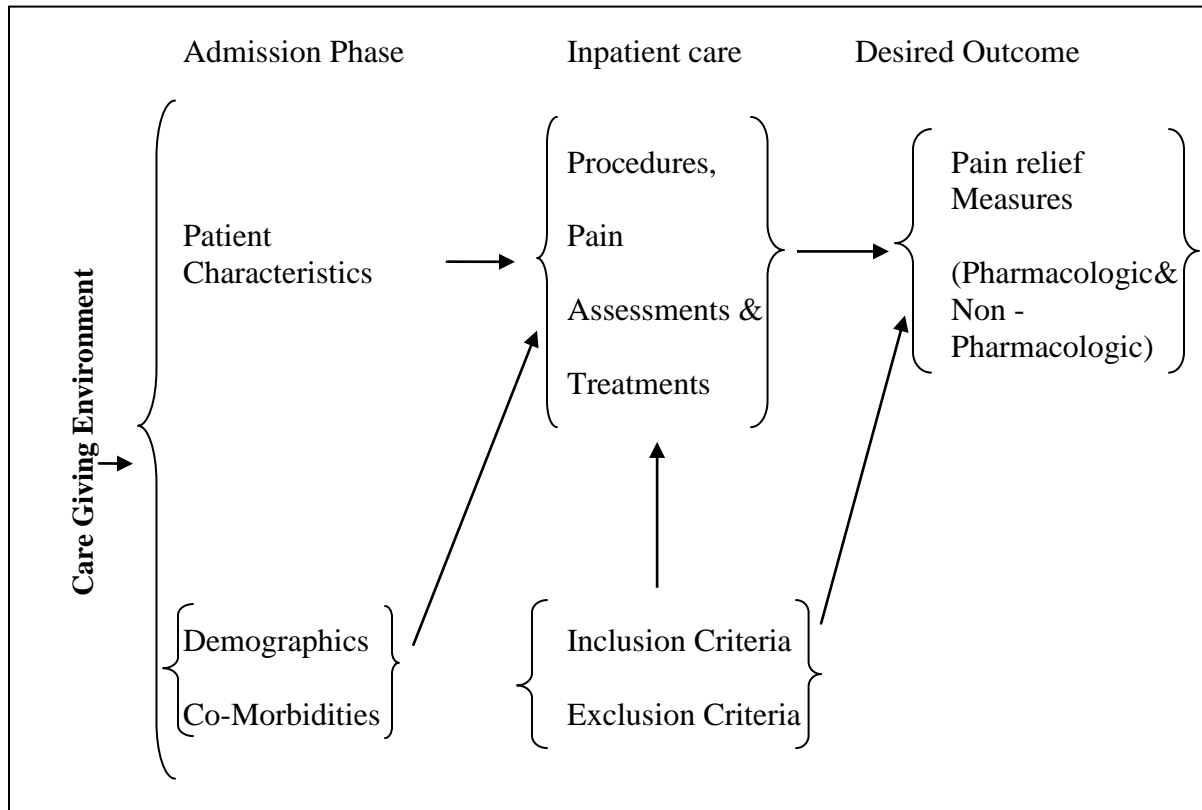 Admission Phase
Inpatient care
Desired Outcome
Care Giving Environment
Patient
Characteristics
Demographics
Co-Morbidities
Procedures,
Pain
Assessments &
Treatments
Inclusion Criteria
Exclusion Criteria
Pain relief
Measures
(Pharmacologic&
Non -
Pharmacologic)